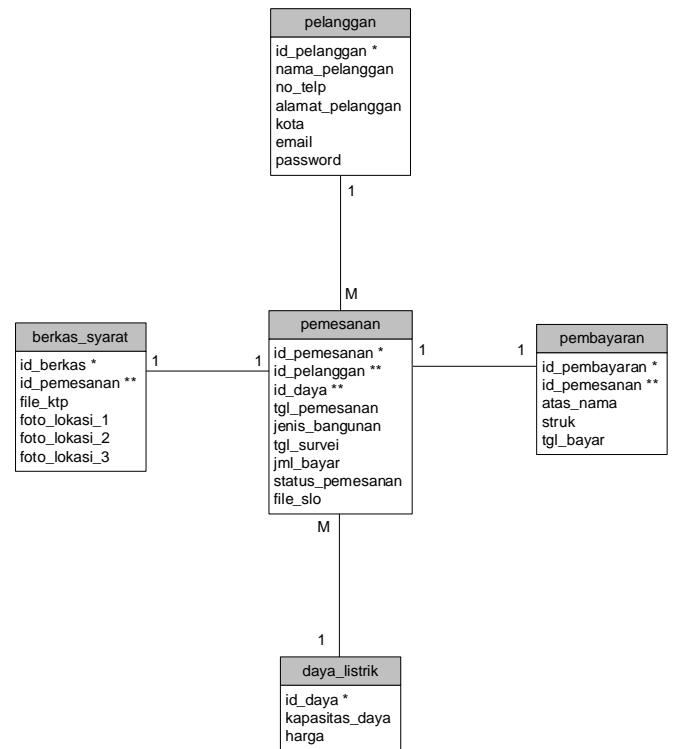 pelanggan
id_pelanggan *
nama_pelanggan
no_telp
alamat_pelanggan
kota
email
password
1
M
berkas_syarat
id_berkas *
id_pemesanan **
file_ktp
foto_lokasi_1
foto_lokasi_2
foto_lokasi_3
1
1
pemesanan
id_pemesanan *
id_pelanggan **
id_daya **
tgl_pemesanan
jenis_bangunan
tgl_survei
jml_bayar
status_pemesanan
file_slo
1
1
pembayaran
id_pembayaran *
id_pemesanan **
atas_nama
struk
tgl_bayar
M
1
daya_listrik
id_daya *
kapasitas_daya
harga